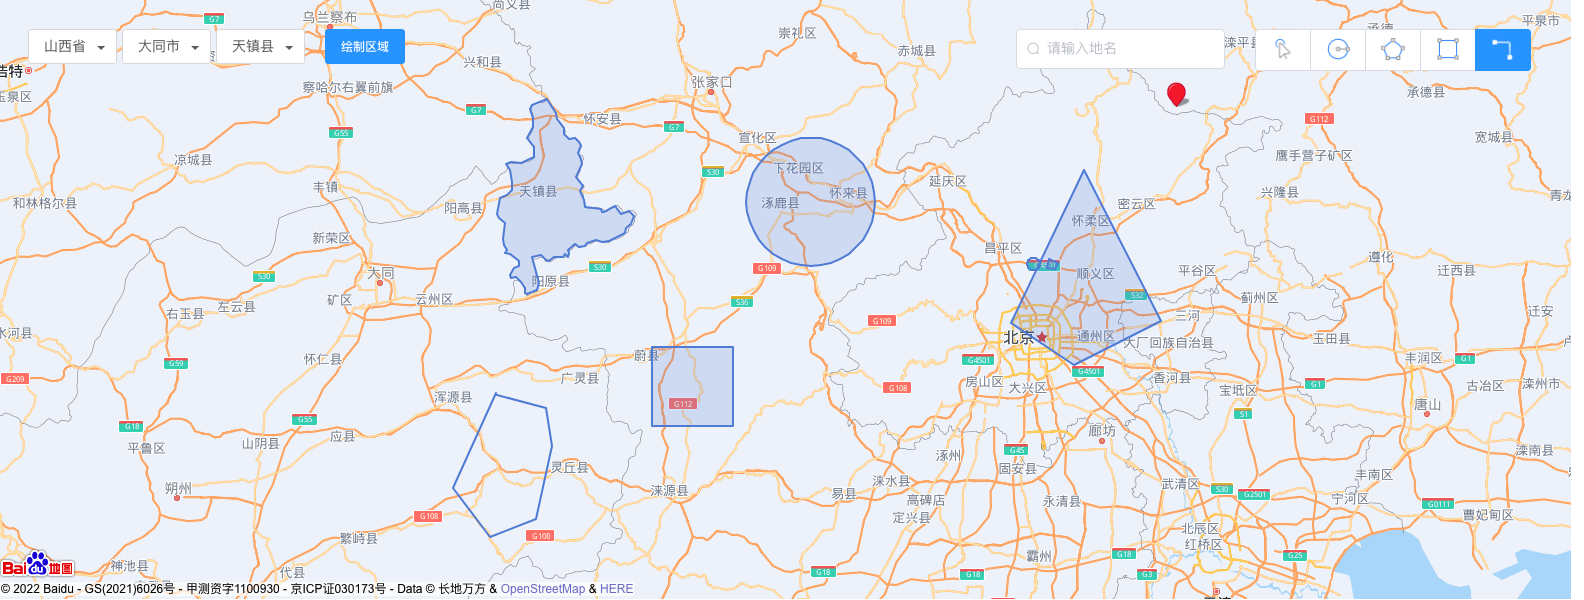 尚义县
乌兰察布
G7
平泉市
承德
崇礼区
山西省
大同市
天镇县
绘制区域
请输入地名
滦平县
赤城县
兴和县
浩特
张家口
察哈尔右翼前旗
承德县
玉泉区
G7
怀安县
G112
G7
G55
宣化区
宽城县
凉城县
鹰手营子矿区
下花园区
S30
延庆区
丰镇
天镇县
怀来县
兴隆县
青龙
和林格尔县
阳高县
涿鹿县
密云区
怀柔区
新荣区
昌平区
遵化
大同
S30
S30
G109
顺义区
平谷区
迁西县
阳原县
矿区
云州区
S36
S32
蓟州区
左云县
右玉县
G109
三河
迁安
水河县
北京
通州区
大厂回族自治县
玉田县
蔚县
怀仁县
G59
G4501
丰润区
G1
G209
广灵县
G108
房山区
大兴区
G4501
香河县
宝坻区
G1
古冶区
滦州市
浑源县
G112
唐山
S1
G18
G55
应县
山阴县
平鲁区
廊坊
G45
涿州
滦南县
灵丘县
固安县
朔州
涞源县
易县
涞水县
高碑店
永清县
武清区
S30
G2501
丰南区
宁河区
G0111
曹妃甸区
定兴县
G108
繁峙县
G108
北辰区
红桥区
神池县
代县
霸州
G18
G25
G18
G18
G3
Bai du 地图
© 2022 Baidu - GS(2021)6026号 - 甲测资字1100930 - 京ICP证030173号 - Data © 长地万方 & OpenStreetMap & HERE